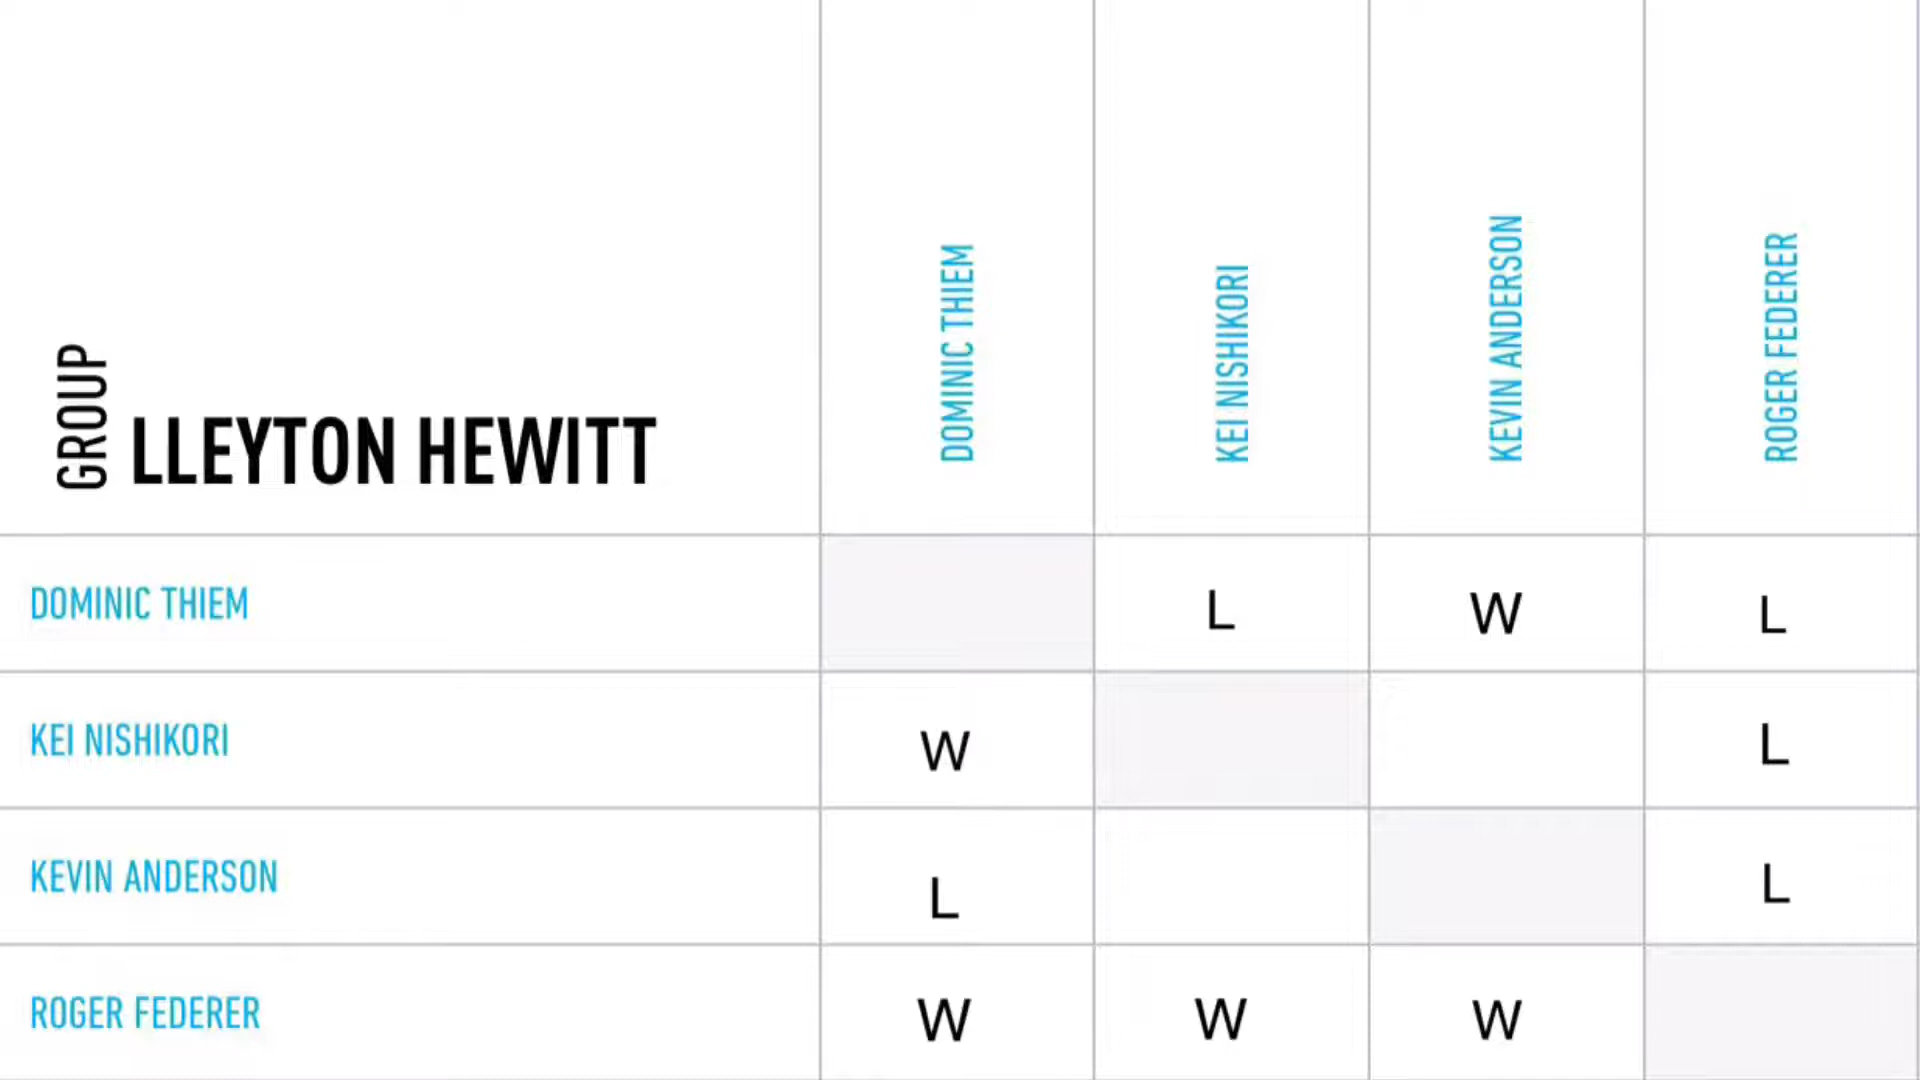 GROUP
LLEYTON HEWITT
DOMINIC THIEM
KEI NISHIKORI
KEVIN ANDERSON
ROGER FEDERER
DOMINIC THIEM L W L
KEI NISHIKORI W L
KEVIN ANDERSON L L
ROGER FEDERER W W W